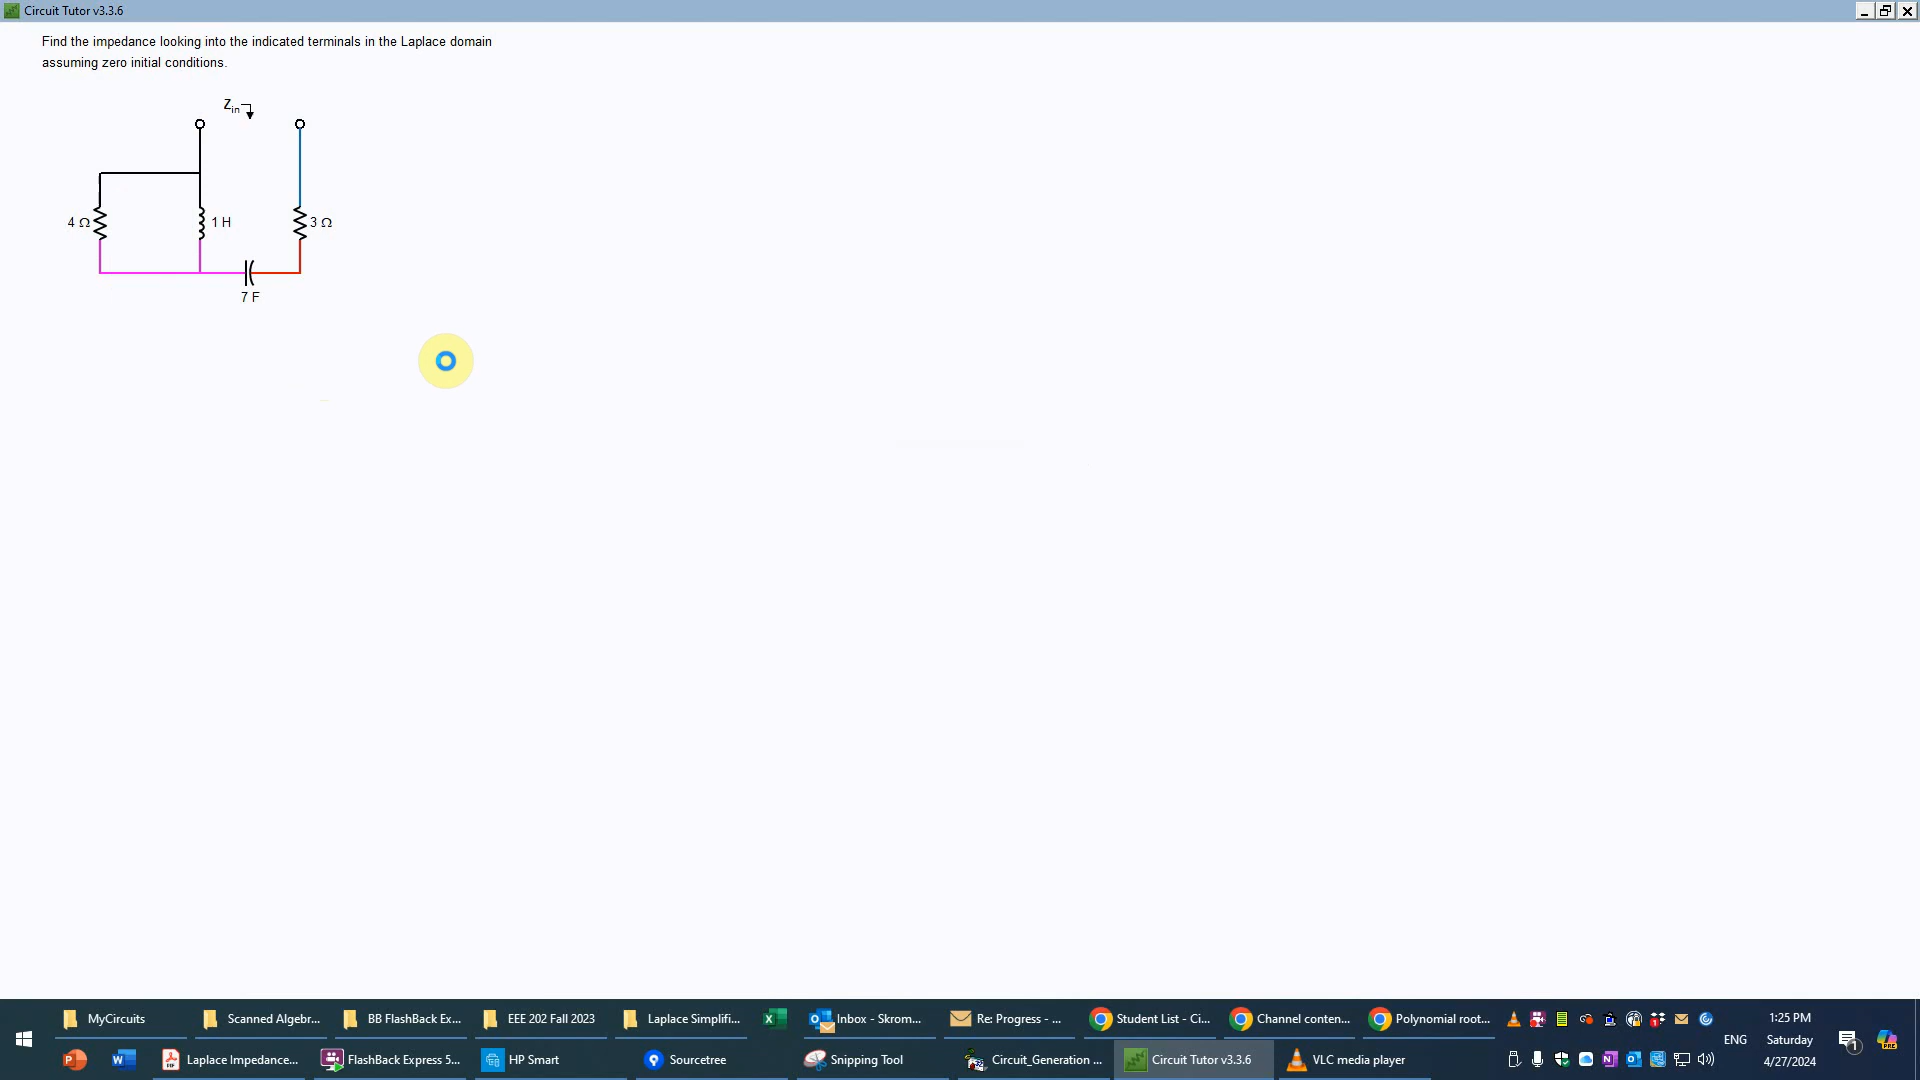 Circuit Tutor v3.3.6
Find the impedance looking into the indicated terminals in the Laplace domain
assuming zero initial conditions.
Zin
4 Ω
1 H
3 Ω
7 F
MyCircuits
Scanned Algebr...
BB FlashBack Ex...
EEE 202 Fall 2023
Laplace Simplifi...
Inbox - Skrom...
Re: Progress - ...
Student List - Ci...
Channel conten...
Polynomial root...
1:25 PM
Laplace Impedance...
FlashBack Express 5...
HP Smart
Sourcetree
Snipping Tool
Circuit_Generation ...
Circuit Tutor v3.3.6
VLC media player
ENG
Saturday
4/27/2024
1